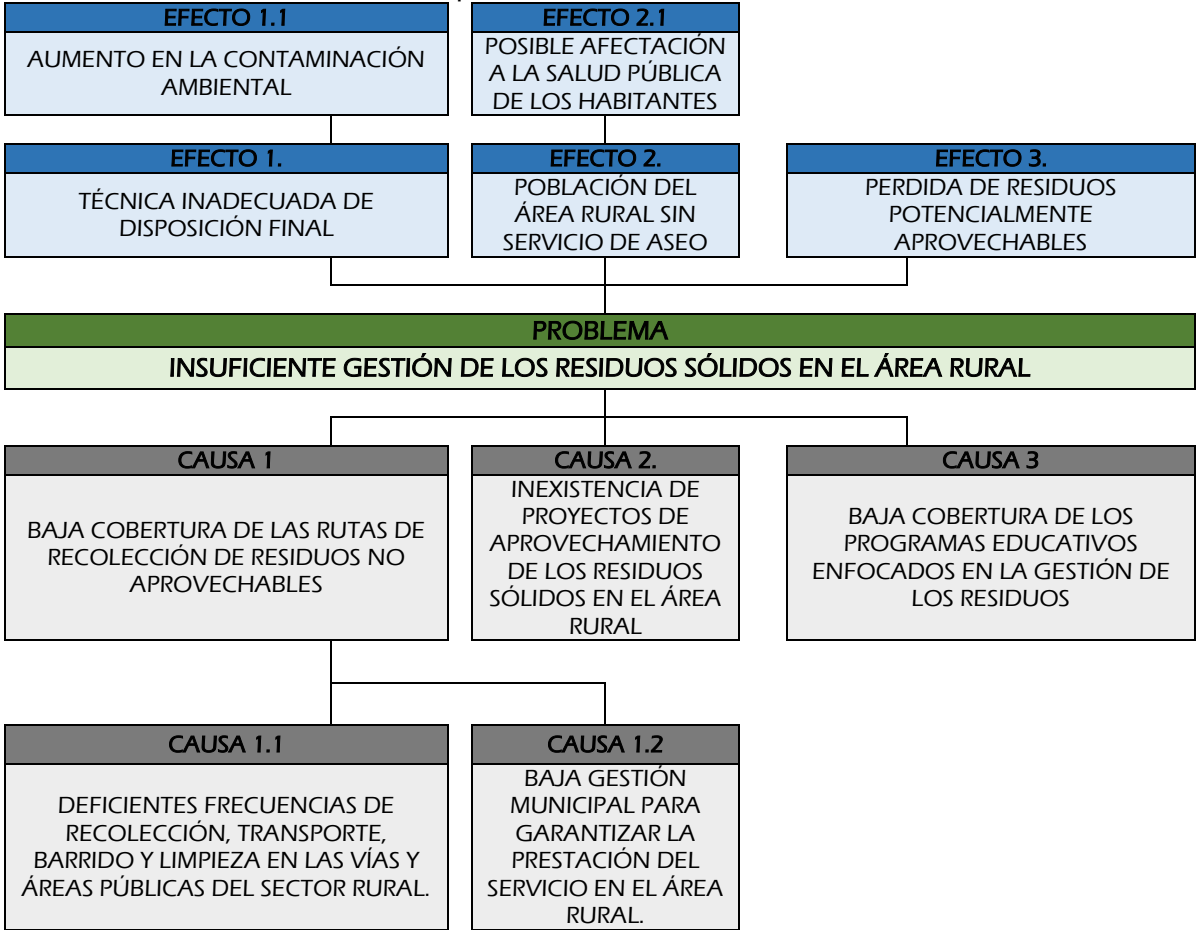 EFECTO 1.1
AUMENTO EN LA CONTAMINACIÓN
AMBIENTAL
EFECTO 2.1
POSIBLE AFECTACIÓN
A LA SALUD PÚBLICA
DE LOS HABITANTES
EFECTO 1.
TÉCNICA INADECUADA DE
DISPOSICIÓN FINAL
EFECTO 2.
POBLACIÓN DEL
ÁREA RURAL SIN
SERVICIO DE ASEO
EFECTO 3.
PERDIDA DE RESIDUOS
POTENCIALMENTE
APROVECHABLES
PROBLEMA
INSUFICIENTE GESTIÓN DE LOS RESIDUOS SÓLIDOS EN EL ÁREA RURAL
CAUSA 1
BAJA COBERTURA DE LAS RUTAS DE
RECOLECCIÓN DE RESIDUOS NO
APROVECHABLES
CAUSA 2.
INEXISTENCIA DE
PROYECTOS DE
APROVECHAMIENTO
DE LOS RESIDUOS
SÓLIDOS EN EL ÁREA
RURAL
CAUSA 3
BAJA COBERTURA DE LOS
PROGRAMAS EDUCATIVOS
ENFOCADOS EN LA GESTIÓN DE
LOS RESIDUOS
CAUSA 1.1
DEFICIENTES FRECUENCIAS DE
RECOLECCIÓN, TRANSPORTE,
BARRIDO Y LIMPIEZA EN LAS VÍAS Y
ÁREAS PÚBLICAS DEL SECTOR RURAL.
CAUSA 1.2
BAJA GESTIÓN
MUNICIPAL PARA
GARANTIZAR LA
PRESTACIÓN DEL
SERVICIO EN EL ÁREA
RURAL.